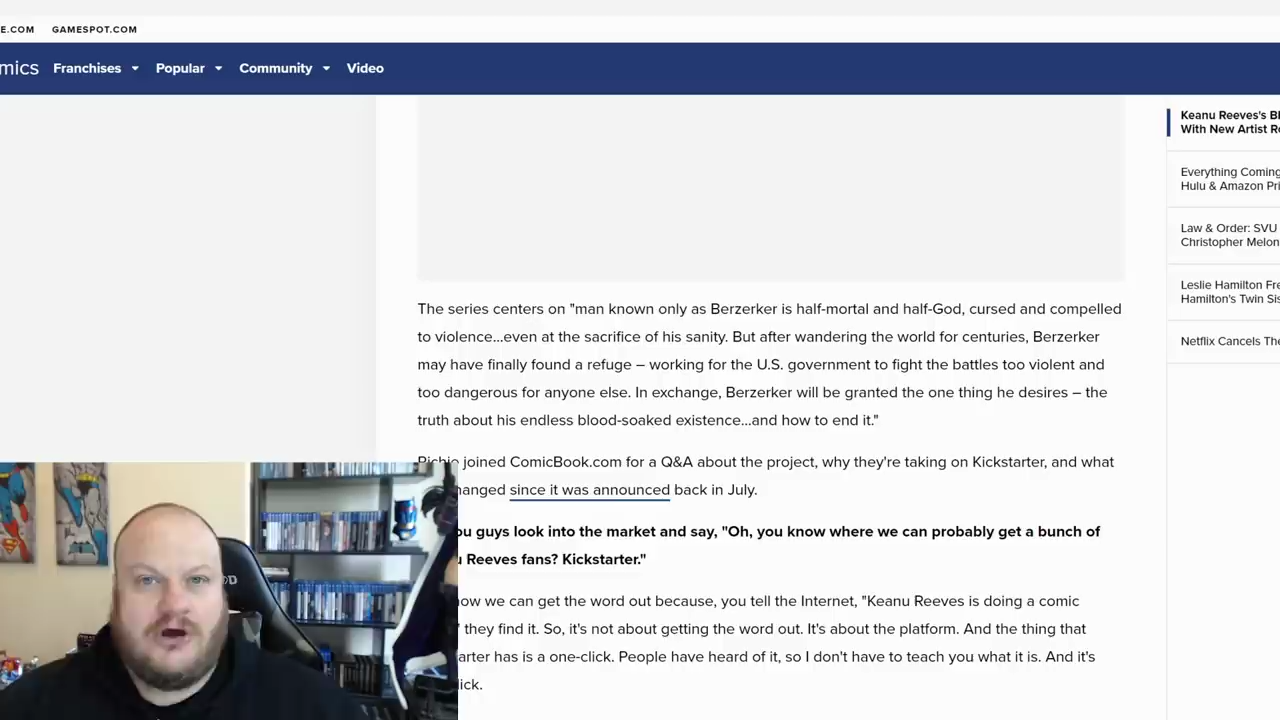 E.COM GAMESPOT.COM
mics Franchises Popular Community Video
The series centers on "man known only as Berzerker is half-mortal and half-God, cursed and compelled
to violence...even at the sacrifice of his sanity. But after wandering the world for centuries, Berzerker
may have finally found a refuge – working for the U.S. government to fight the battles too violent and
too dangerous for anyone else. In exchange, Berzerker will be granted the one thing he desires – the
truth about his endless blood-soaked existence...and how to end it."
Richie joined ComicBook.com for a Q&A about the project, why they're taking on Kickstarter, and what
hanged since it was announced back in July.
ou guys look into the market and say, "Oh, you know where we can probably get a bunch of
u Reeves fans? Kickstarter."
now we can get the word out because, you tell the Internet, "Keanu Reeves is doing a comic
" they find it. So, it's not about getting the word out. It's about the platform. And the thing that
arter has is a one-click. People have heard of it, so I don't have to teach you what it is. And it's
lick.
Keanu Reeves's B
With New Artist R
Everything Coming
Hulu & Amazon Pri
Law & Order: SVU
Christopher Melon
Leslie Hamilton Fre
Hamilton's Twin Sis
Netflix Cancels The